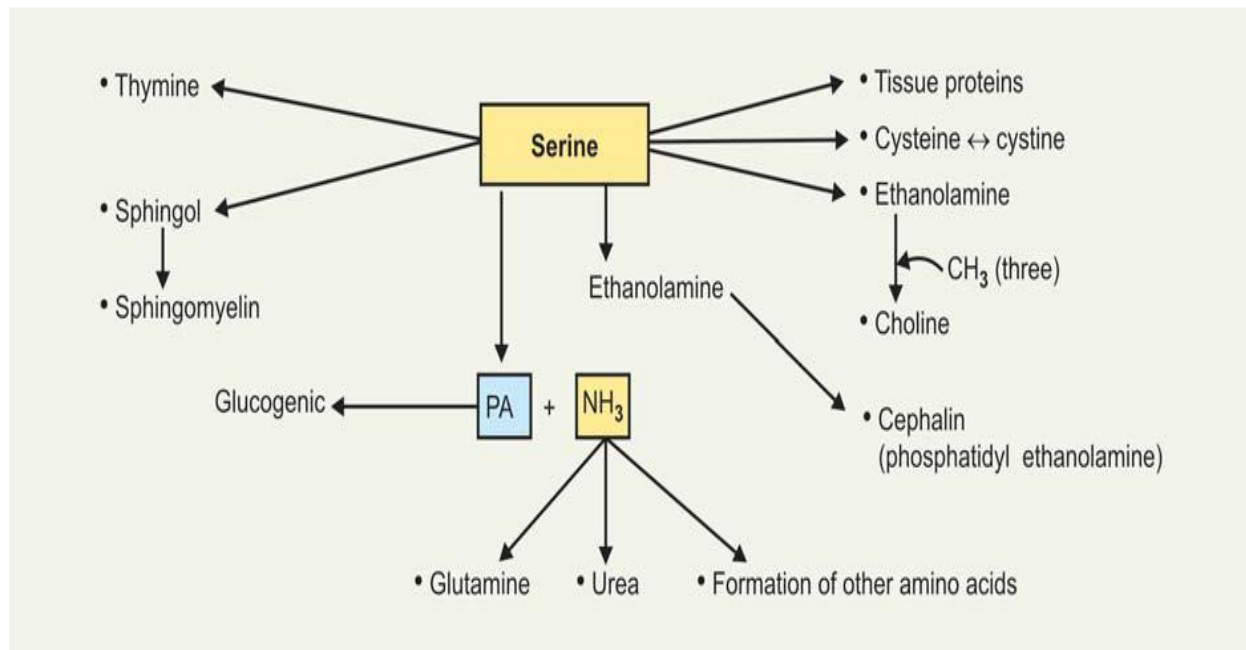 • Thymine
• Tissue proteins
Serine
• Cysteine ↔ cystine
• Ethanolamine
• Sphingol
CH₃ (three)
Ethanolamine
• Sphingomyelin
• Choline
Glucogenic
PA + NH₃
• Cephalin
(phosphatidyl ethanolamine)
• Glutamine
• Urea
• Formation of other amino acids